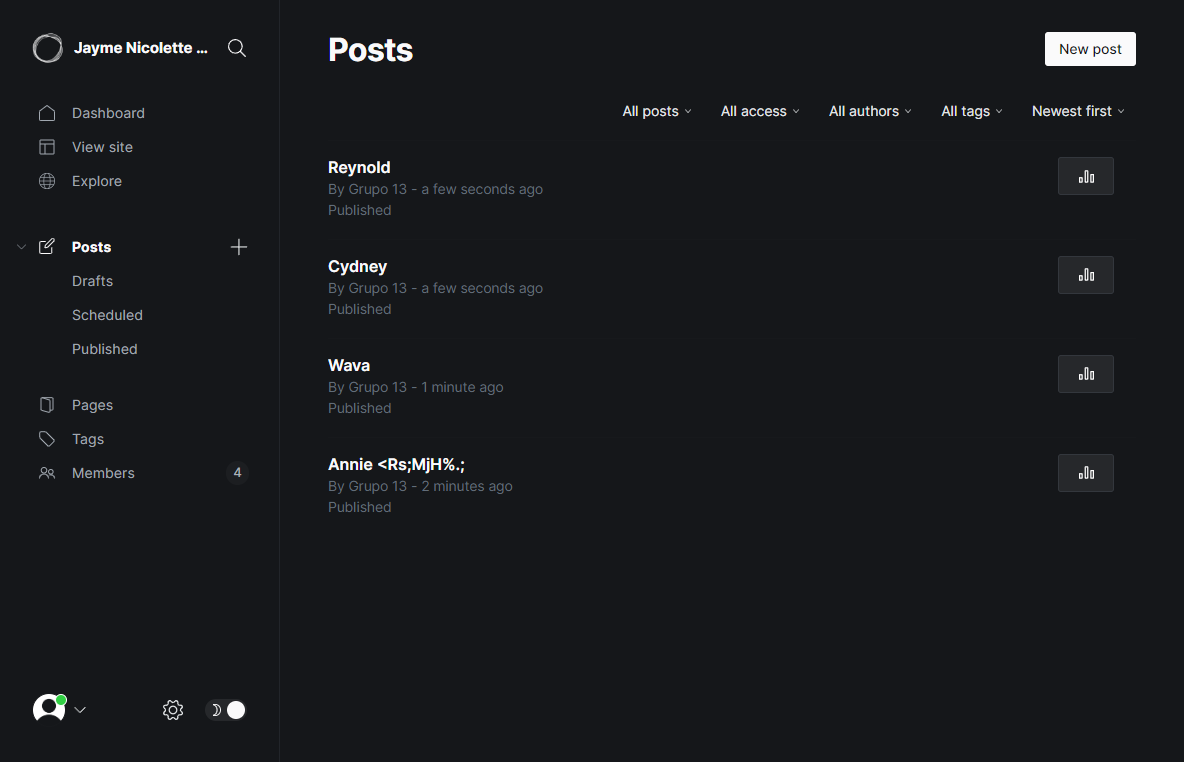 Jayme Nicolette ...
Dashboard
View site
Explore
Posts
Drafts
Scheduled
Published
Pages
Tags
Members 4
Posts
New post
All posts All access All authors All tags Newest first
Reynold
By Grupo 13 - a few seconds ago
Published
Cydney
By Grupo 13 - a few seconds ago
Published
Wava
By Grupo 13 - 1 minute ago
Published
Annie <Rs;MjH%.;
By Grupo 13 - 2 minutes ago
Published